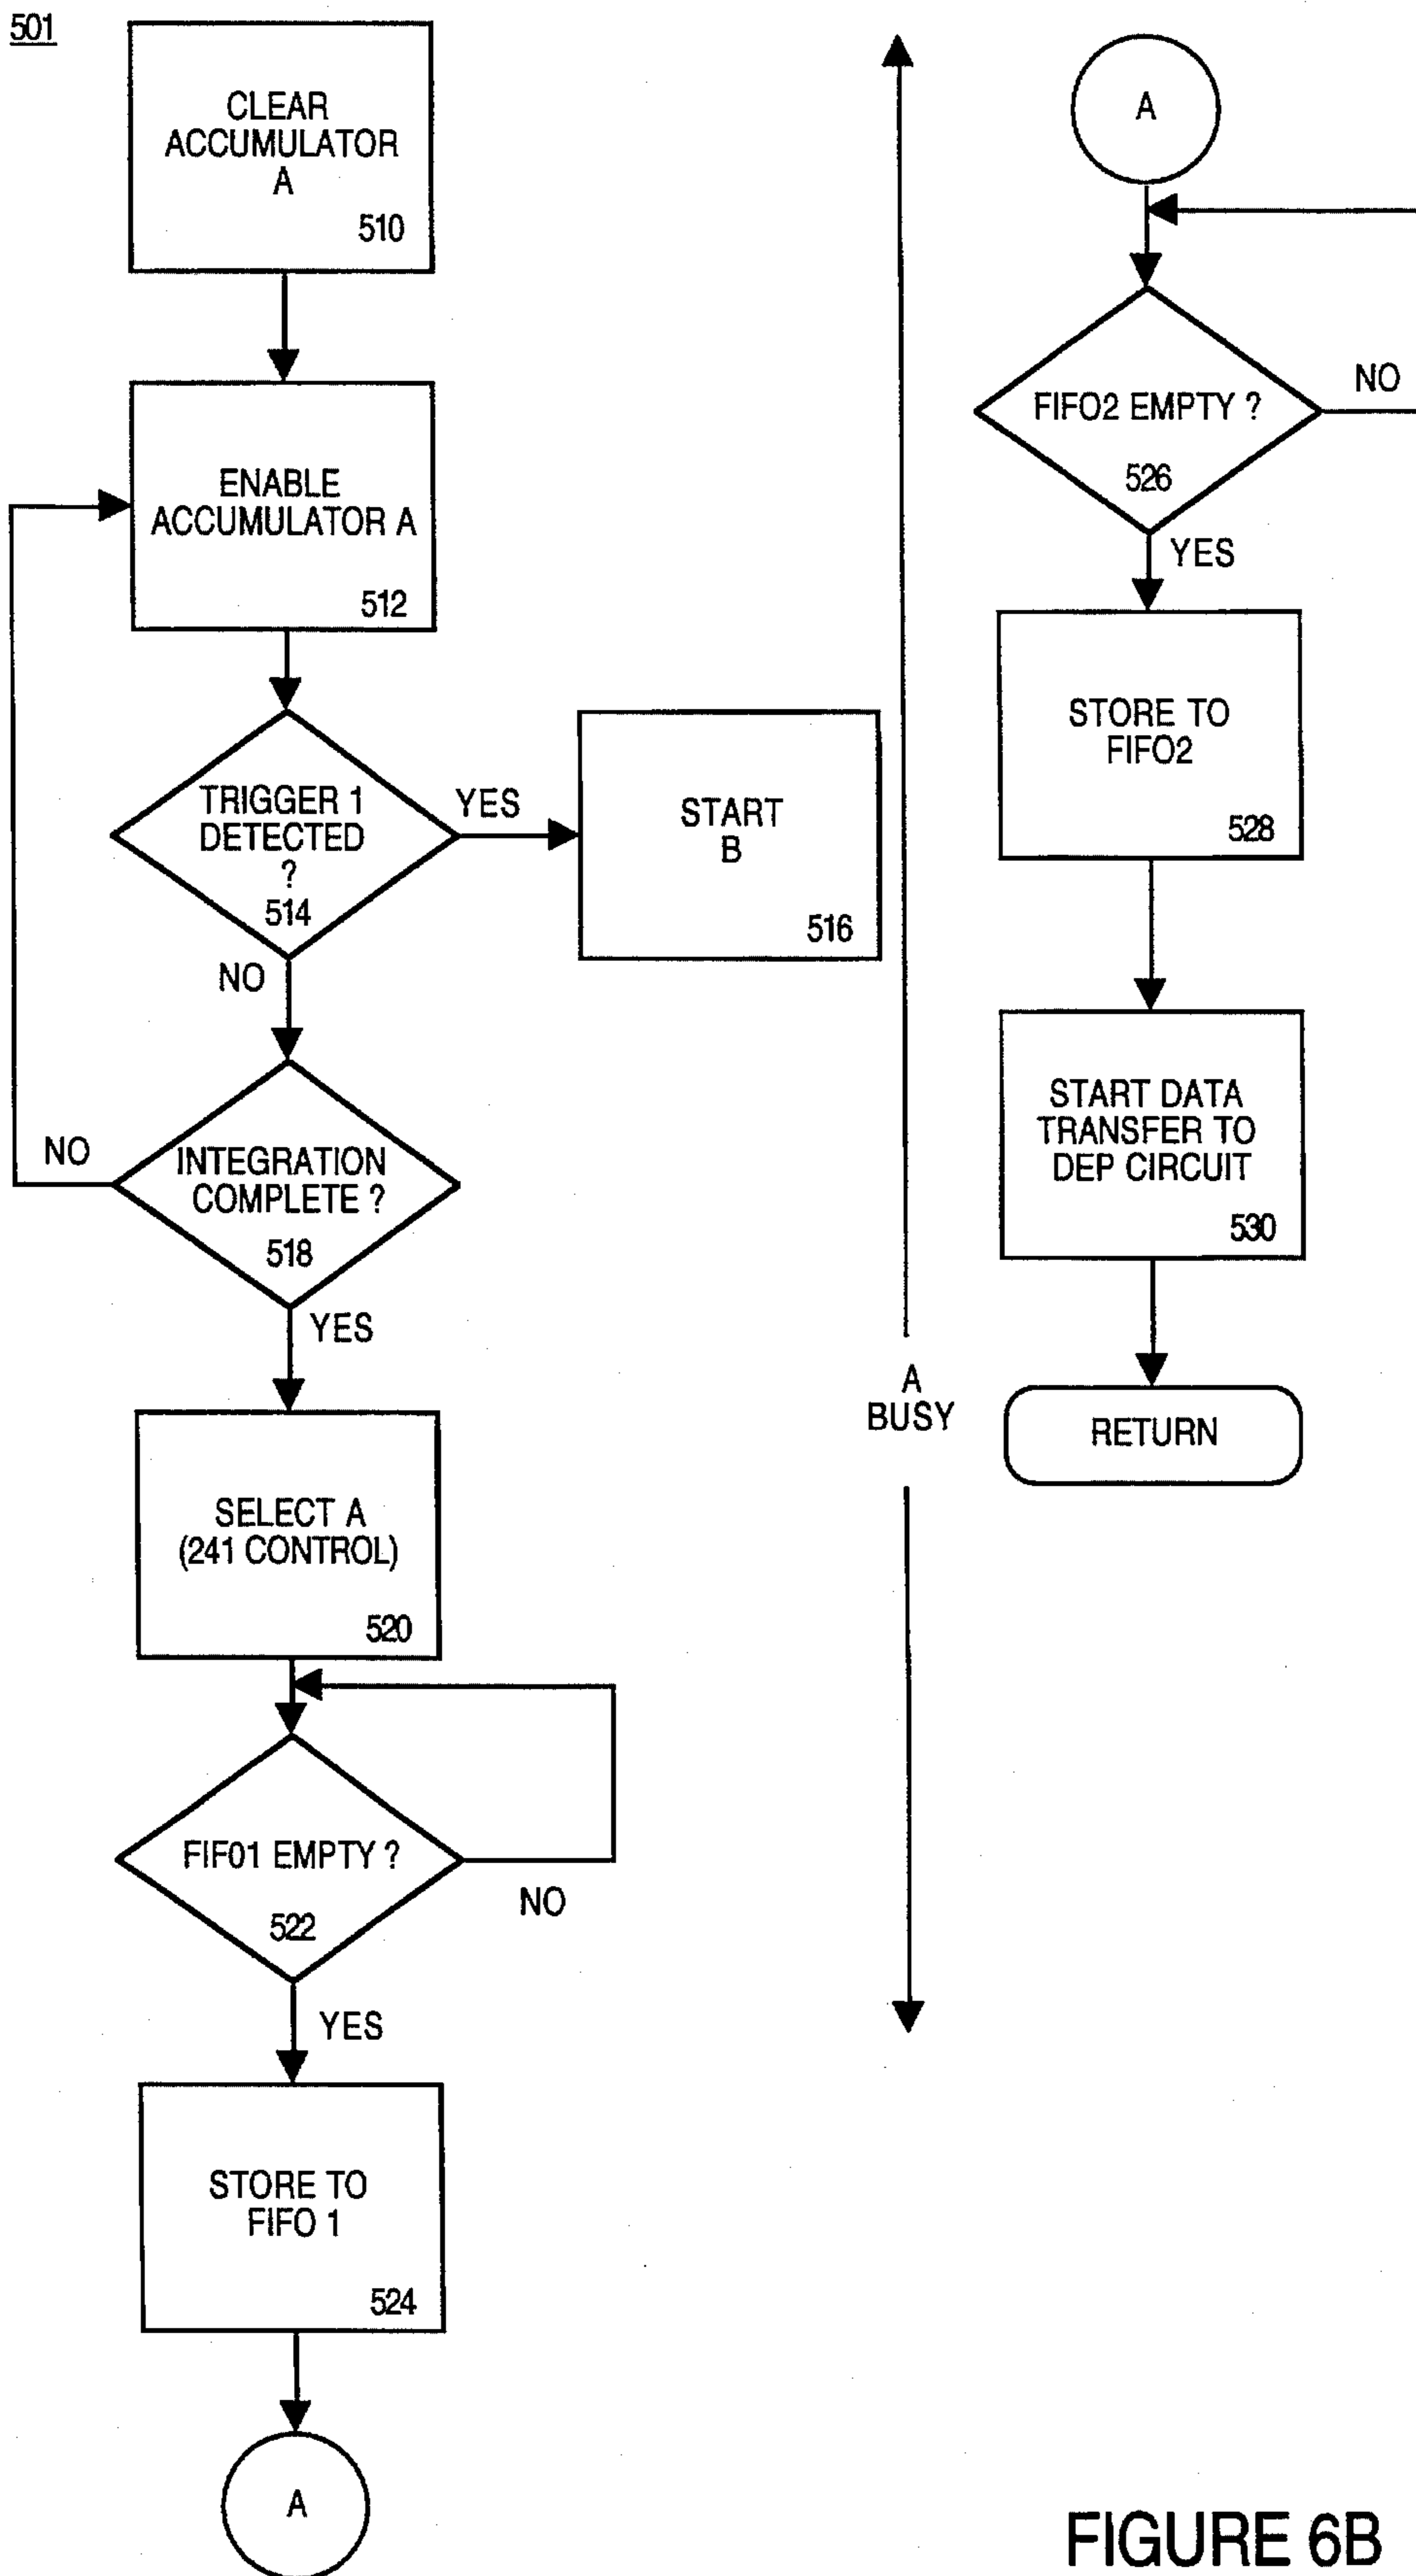 501
CLEAR
ACCUMULATOR
A
510
ENABLE
ACCUMULATOR A
512
TRIGGER 1
DETECTED
?
514
YES
START
B
516
NO
INTEGRATION
COMPLETE ?
518
NO
YES
SELECT A
(241 CONTROL)
520
FIFO1 EMPTY ?
522
NO
YES
STORE TO
FIFO 1
524
A
A
BUSY
A
FIFO2 EMPTY ?
526
NO
YES
STORE TO
FIFO2
528
START DATA
TRANSFER TO
DEP CIRCUIT
530
RETURN
FIGURE 6B